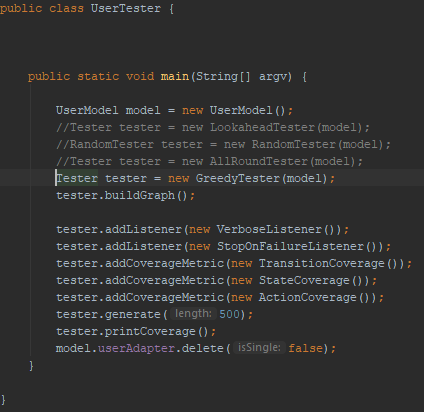 public class UserTester {
public static void main(String[] argv) {
UserModel model = new UserModel();
//Tester tester = new LookaheadTester(model);
//RandomTester tester = new RandomTester(model);
//Tester tester = new AllRoundTester(model);
Tester tester = new GreedyTester(model);
tester.buildGraph();
tester.addListener(new VerboseListener());
tester.addListener(new StopOnFailureListener());
tester.addCoverageMetric(new TransitionCoverage());
tester.addCoverageMetric(new StateCoverage());
tester.addCoverageMetric(new ActionCoverage());
tester.generate( length: 500);
tester.printCoverage();
model.userAdapter.delete( isSingle: false);
}
}